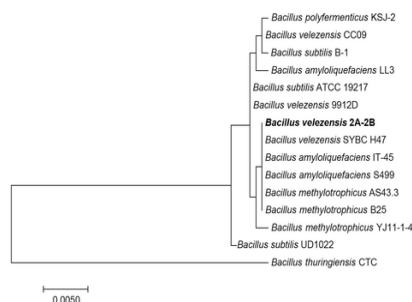 Bacillus polyfermenticus KSJ-2
Bacillus velezensis CC09
Bacillus subtilis B-1
Bacillus amyloliquefaciens LL3
Bacillus subtilis ATCC 19217
Bacillus velezensis 9912D
Bacillus velezensis 2A-2B
Bacillus velezensis SYBC H47
Bacillus amyloliquefaciens IT-45
Bacillus amyloliquefaciens S499
Bacillus methylotrophicus AS43.3
Bacillus methylotrophicus B25
Bacillus methylotrophicus YJ11-1-4
Bacillus subtilis UD1022
Bacillus thuringiensis CTC
0.0050